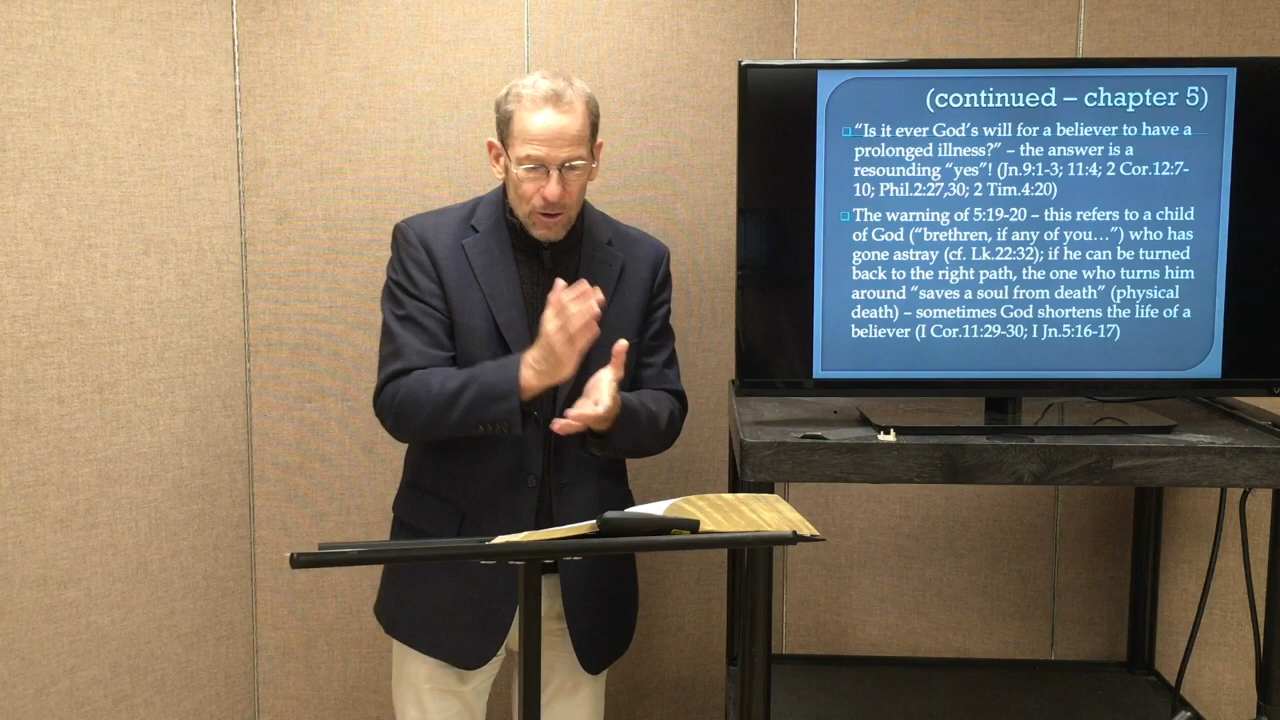 (continued – chapter 5)
"Is it ever God's will for a believer to have a
prolonged illness?" – the answer is a
resounding "yes"! (Jn.9:1-3; 11:4; 2 Cor.12:7-
10; Phil.2:27,30; 2 Tim.4:20)
The warning of 5:19-20 – this refers to a child
of God ("brethren, if any of you...") who has
gone astray (cf. Lk.22:32); if he can be turned
back to the right path, the one who turns him
around "saves a soul from death" (physical
death) – sometimes God shortens the life of a
believer (I Cor.11:29-30; I Jn.5:16-17)